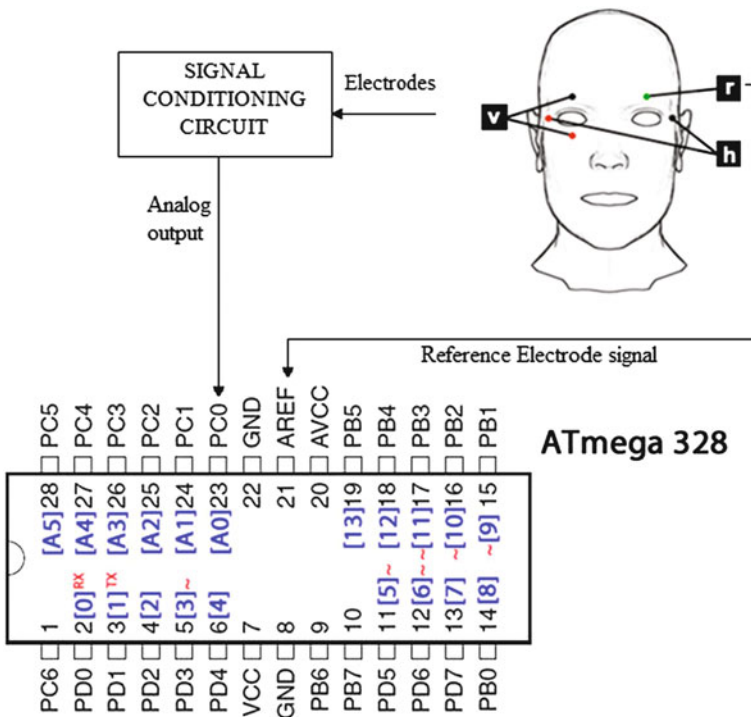 SIGNAL
CONDITIONING
CIRCUIT
Electrodes
v
r
h
Analog
output
Reference Electrode signal
PC5 PC4 PC3 PC2 PC1 PC0 GND AREF AVCC PB5 PB4 PB3 PB2 PB1
ATmega 328
28 27 26 25 24 23 22 21 20 19 18 17 16 15
[A5] [A4] [A3] [A2] [A1] [A0] [13] [12] ~[11] ~[10] ~[9]
RX TX
[0] [1] [2] [3]~ [4] [5]~ [6]~ [7] [8]
1 2 3 4 5 6 7 8 9 10 11 12 13 14
PC6 PD0 PD1 PD2 PD3 PD4 VCC GND PB6 PB7 PD5 PD6 PD7 PB0